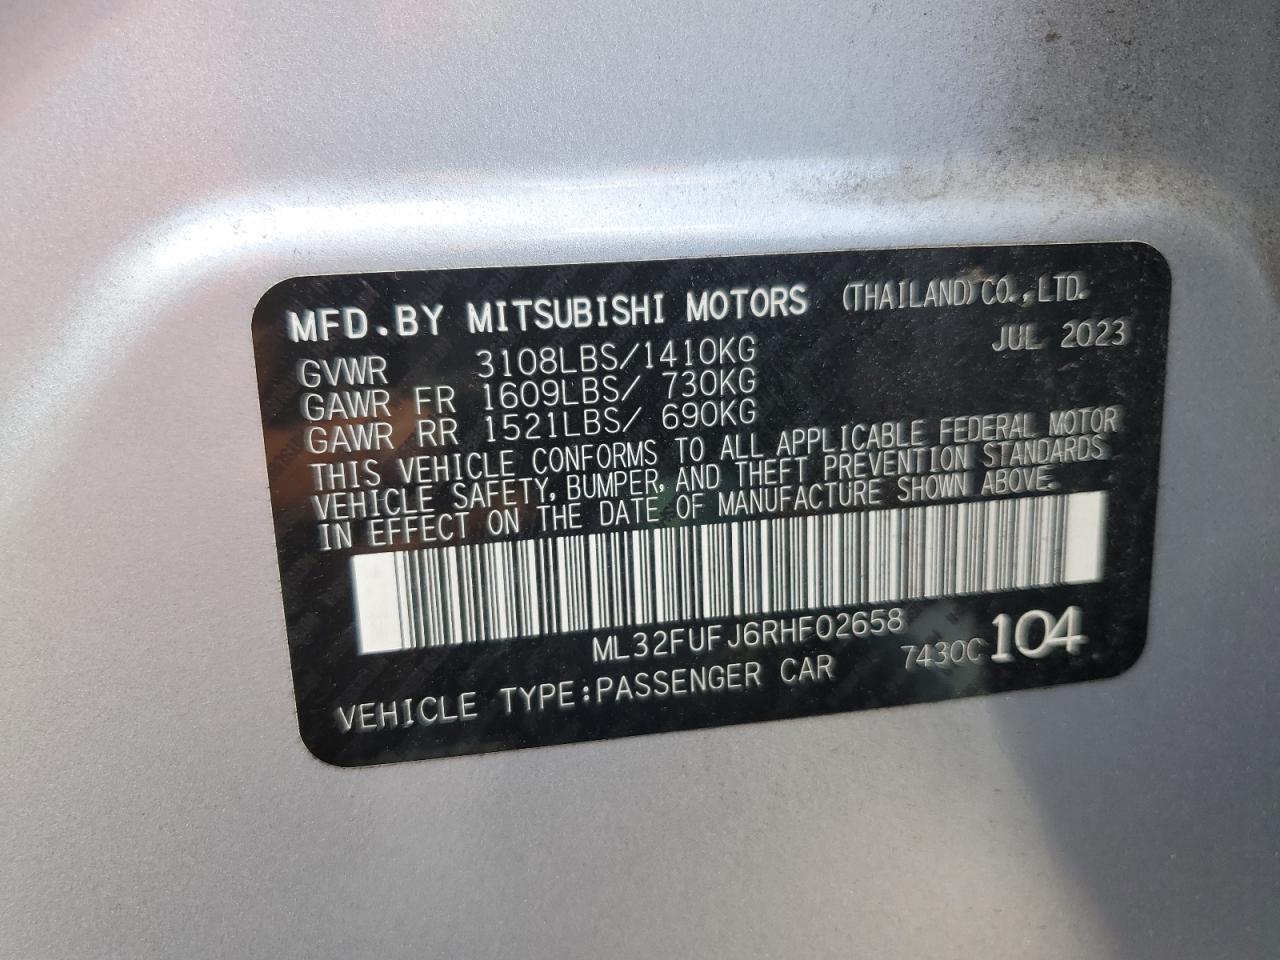 MFD.BY MITSUBISHI MOTORS (THAILAND) CO.,LTD.
JUL 2023
GVWR 3108LBS/1410KG
GAWR FR 1609LBS/ 730KG
GAWR RR 1521LBS/ 690KG
THIS VEHICLE CONFORMS TO ALL APPLICABLE FEDERAL MOTOR
VEHICLE SAFETY, BUMPER, AND THEFT PREVENTION STANDARDS
IN EFFECT ON THE DATE OF MANUFACTURE SHOWN ABOVE.
ML32FUFJ6RHF02658
7430C 104
VEHICLE TYPE:PASSENGER CAR